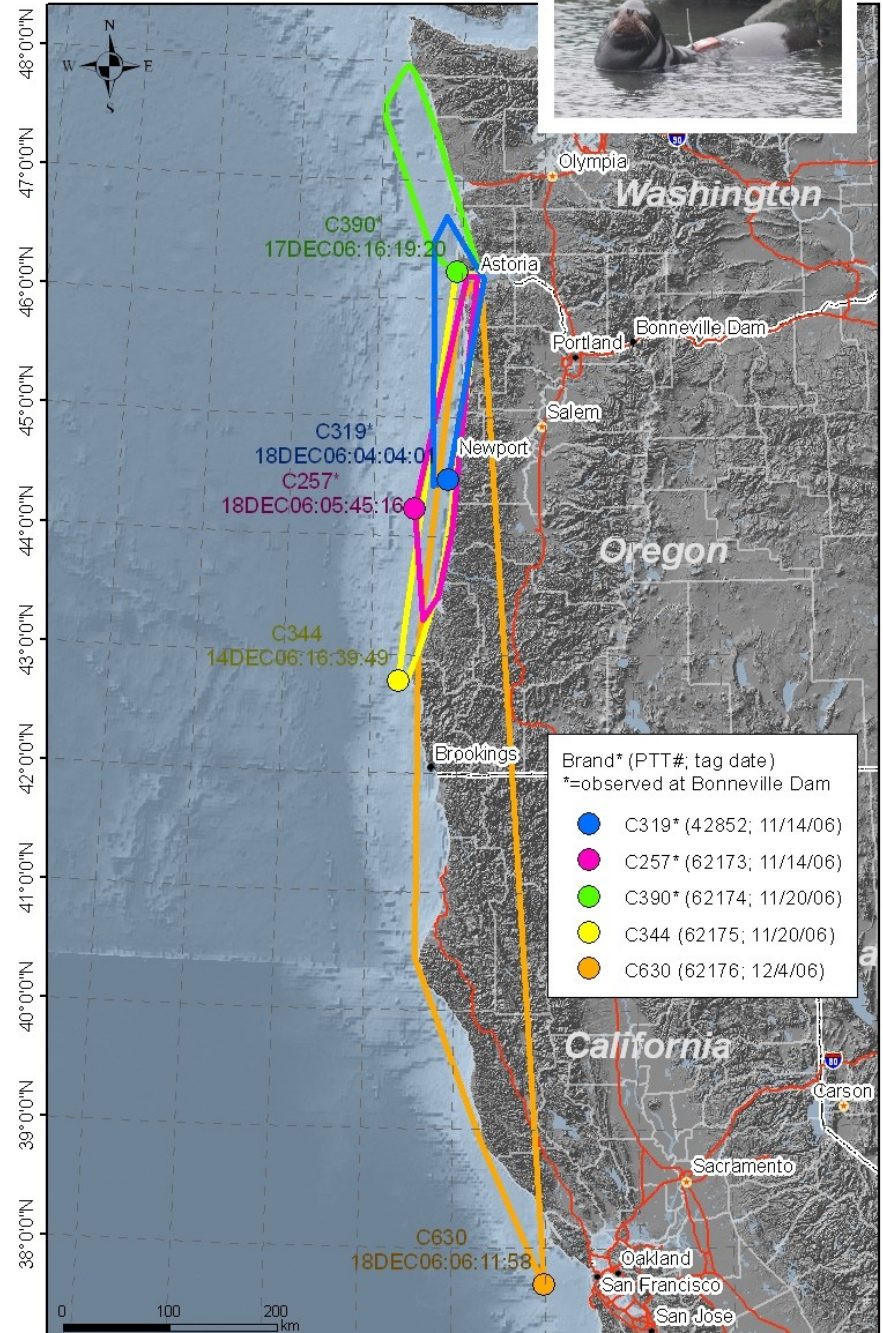 N
W E
S
48°0'0"N
47°0'0"N
46°0'0"N
45°0'0"N
44°0'0"N
43°0'0"N
42°0'0"N
41°0'0"N
40°0'0"N
39°0'0"N
38°0'0"N
90
Olympia
Washington
C390*
17DEC06:16:19:20
Astoria
Bonneville Dam
Portland
Salem
C319*
18DEC06:04:04:01
Newport
C257*
18DEC06:05:45:16
Oregon
C344
14DEC06:16:39:49
Brookings
Brand* (PTT#; tag date)
*=observed at Bonneville Dam
C319* (42852; 11/14/06)
C257* (62173; 11/14/06)
C390* (62174; 11/20/06)
C344 (62175; 11/20/06)
C630 (62176; 12/4/06)
a
California
80
Carson
Sacramento
C630
18DEC06:06:11:58
Oakland
San Francisco
San Jose
0 100 200
km